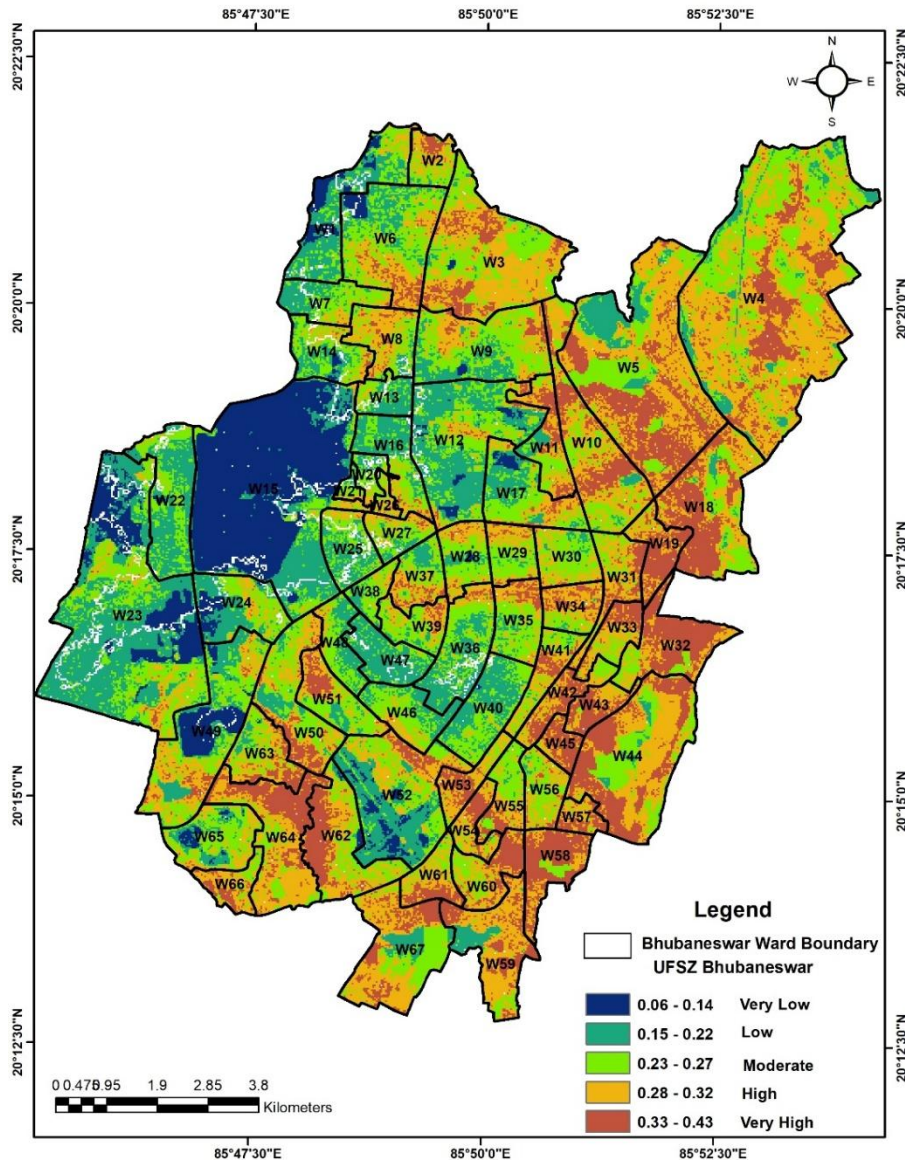 85°47'30"E 85°50'0"E 85°52'30"E
20°22'30"N 20°22'30"N
N
W E
S
W2
W6
W3
W7
W4
20°20'0"N 20°20'0"N
W8
W14 W9
W5
W13
W12 W11 W10
W16
W20
W15 W21 W17
W22
W26
W18
20°17'30"N 20°17'30"N
W27
W19
W25 W28 W29 W30
W37 W31
W38
W24 W34
W23 W39 W35 W33
W48 W36 W41 W32
W47
W42
W51 W43
W46 W40
W49 W50 W45
W63 W44
W53
W52 W56
20°15'0"N 20°15'0"N
W55
W57
W65 W64 W62 W54
W58
W61
W66 W60
W67
W59
Legend
Bhubaneswar Ward Boundary
UFSZ Bhubaneswar
0.06 - 0.14 Very Low
0.15 - 0.22 Low
0.23 - 0.27 Moderate
0.28 - 0.32 High
0.33 - 0.43 Very High
20°12'30"N 20°12'30"N
0 0.475 0.95 1.9 2.85 3.8
Kilometers
85°47'30"E 85°50'0"E 85°52'30"E